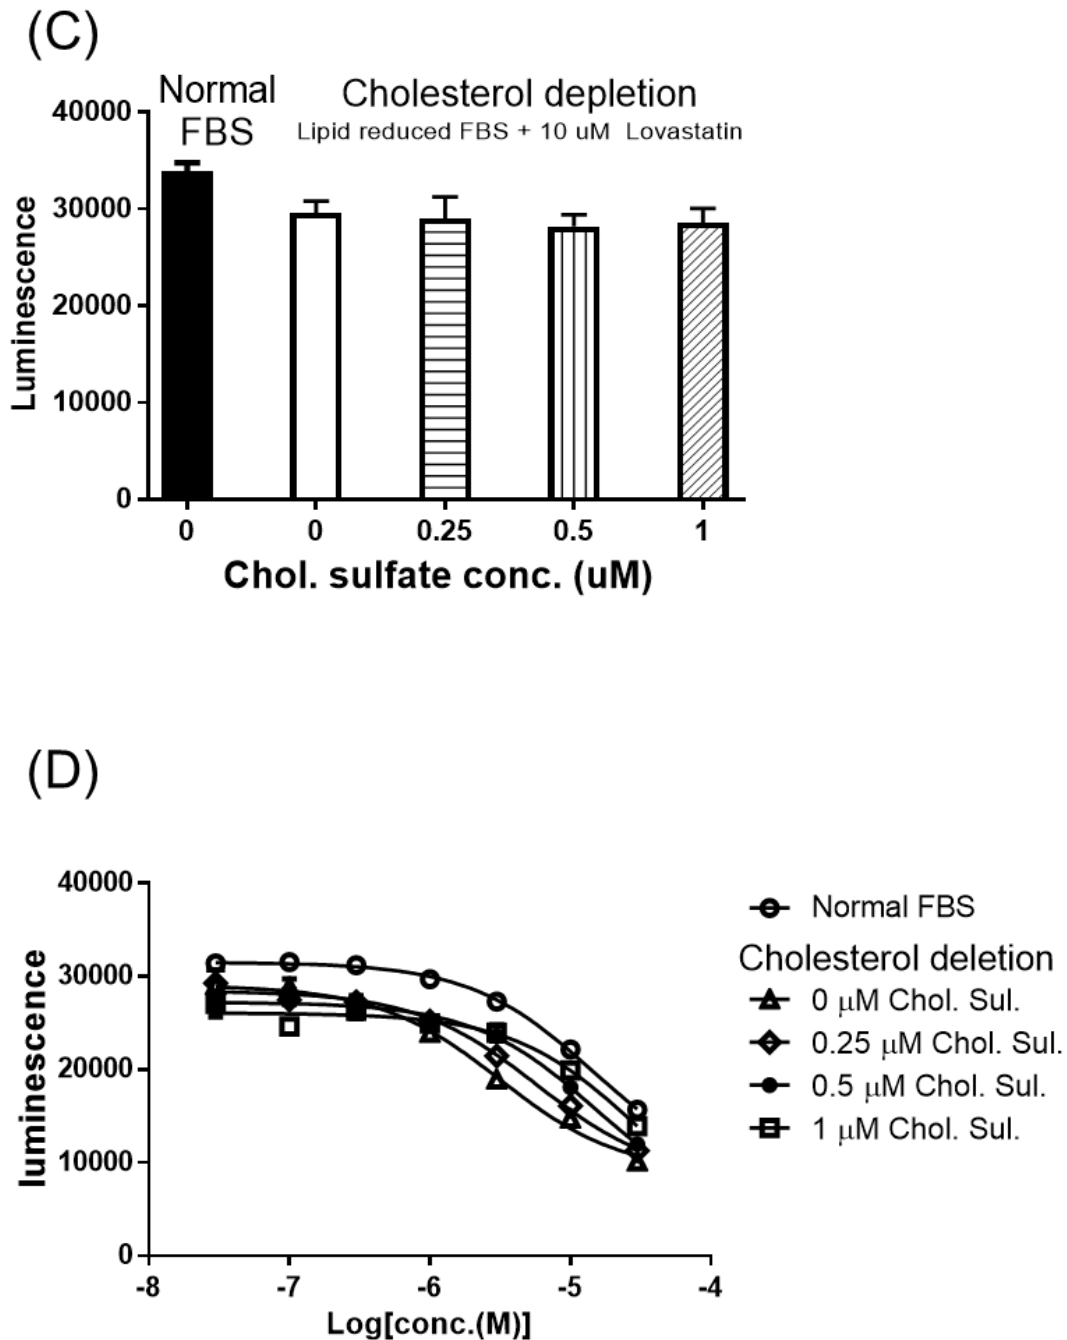 (C)
Normal
FBS
Cholesterol depletion
Lipid reduced FBS + 10 uM Lovastatin
40000
30000
20000
10000
0
Luminescence
0
0
0.25
0.5
1
Chol. sulfate conc. (uM)
(D)
40000
30000
20000
10000
0
luminescence
-8
-7
-6
-5
-4
Log[conc.(M)]
Normal FBS
Cholesterol deletion
0 μM Chol. Sul.
0.25 μM Chol. Sul.
0.5 μM Chol. Sul.
1 μM Chol. Sul.